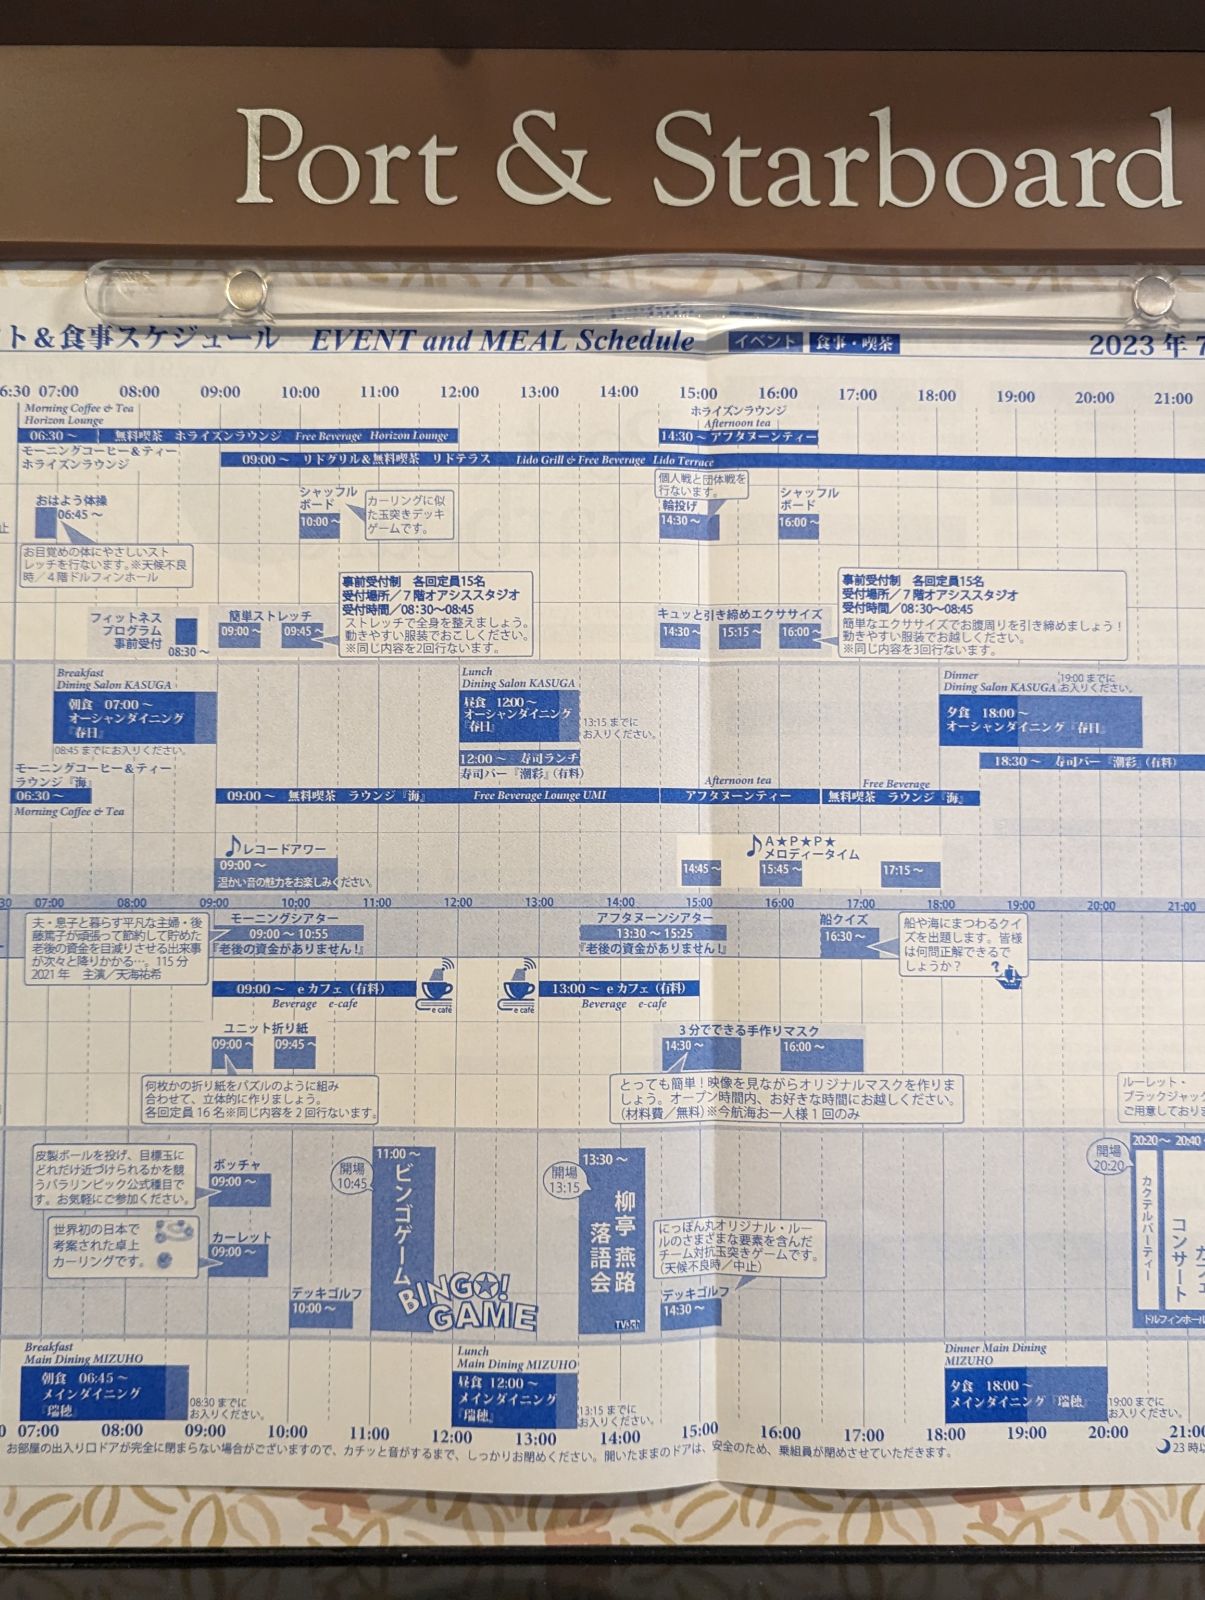 Port & Starboard
ト＆食事スケジュール EVENT and MEAL Schedule イベント 食事・喫茶 2023年7
6:30 07:00 08:00 09:00 10:00 11:00 12:00 13:00 14:00 15:00 16:00 17:00 18:00 19:00 20:00 21:00
Morning Coffee & Tea
Horizon Lounge
06:30～ 無料喫茶 ホライズンラウンジ Free Beverage Horizon Lounge
モーニングコーヒー＆ティー
ホライズンラウンジ
ホライズンラウンジ
Afternoon tea
14:30～ アフタヌーンティー
09:00～ リドグリル＆無料喫茶 リドテラス Lido Grill & Free Beverage Lido Terrace
止
おはよう体操
06:45～
お目覚めの体にやさしいスト
レッチを行ないます。※天候不良
時／4階ドルフィンホール
シャッフル
ボード
10:00～
カーリングに似
た玉突きデッキ
ゲームです。
個人戦と団体戦を
行ないます。
輪投げ
14:30～
シャッフル
ボード
16:00～
フィットネス
プログラム
事前受付
08:30～
簡単ストレッチ
09:00～ 09:45～
事前受付制 各回定員15名
受付場所／7階オアシススタジオ
受付時間／08:30～08:45
ストレッチで全身を整えましょう。
動きやすい服装でおこしください。
※同じ内容を2回行ないます。
キュッと引き締めエクササイズ
14:30～ 15:15～ 16:00～
事前受付制 各回定員15名
受付場所／7階オアシススタジオ
受付時間／08:30～08:45
簡単なエクササイズでお腹周りを引き締めましょう！
動きやすい服装でお越しください。
※同じ内容を3回行ないます。
Breakfast
Dining Salon KASUGA
朝食 07:00～
オーシャンダイニング
『春日』
08:45までにお入りください。
Lunch
Dining Salon KASUGA
昼食 12:00～
オーシャンダイニング
『春日』
13:15までに
お入りください。
12:00～ 寿司ランチ
寿司バー『潮彩』（有料）
Dinner
Dining Salon KASUGA
19:00までに
お入りください。
夕食 18:00～
オーシャンダイニング『春日』
18:30～ 寿司バー『潮彩』（有料）
モーニングコーヒー＆ティー
ラウンジ『海』
06:30～
Morning Coffee & Tea
09:00～ 無料喫茶 ラウンジ『海』 Free Beverage Lounge UMI
Afternoon tea
アフタヌーンティー
Free Beverage
無料喫茶 ラウンジ『海』
レコードアワー
09:00～
温かい音の魅力をお楽しみください。
A★P★P★
メロディータイム
14:45～ 15:45～ 17:15～
30 07:00 08:00 09:00 10:00 11:00 12:00 13:00 14:00 15:00 16:00 17:00 18:00 19:00 20:00 21:00
夫・息子と暮らす平凡な主婦・後
藤篤子が頑張って節約して貯めた
老後の資金を目減りさせる出来事
が次々と降りかかる…。115分
2021年 主演／天海祐希
モーニングシアター
09:00～10:55
『老後の資金がありません！』
アフタヌーンシアター
13:30～15:25
『老後の資金がありません！』
船クイズ
16:30～
船や海にまつわるクイ
ズを出題します。皆様
は何問正解できるで
しょうか？
?
09:00～ eカフェ（有料）
Beverage e-cafe
e café
e café
13:00～ eカフェ（有料）
Beverage e-cafe
ユニット折り紙
09:00～ 09:45～
何枚かの折り紙をパズルのように組み
合わせて、立体的に作りましょう。
各回定員16名※同じ内容を2回行ないます。
3分でできる手作りマスク
14:30～ 16:00～
とっても簡単！映像を見ながらオリジナルマスクを作りま
しょう。オープン時間内、お好きな時間にお越しください。
（材料費／無料）※今航海お一人様1回のみ
ルーレット・
ブラックジャック
ご用意しておりま
皮製ボールを投げ、目標玉に
どれだけ近づけられるかを競
うパラリンピック公式種目で
す。お気軽にご参加ください。
ボッチャ
09:00～
世界初の日本で
考案された卓上
カーリングです。
カーレット
09:00～
デッキゴルフ
10:00～
開場
10:45
11:00～
ビンゴゲーム
BINGO!
GAME
開場
13:15
13:30～
柳亭 燕路
落語会
にっぽん丸オリジナル・ルー
ルのさまざまな要素を含んだ
チーム対抗玉突きゲームです。
（天候不良時／中止）
デッキゴルフ
14:30～
開場
20:20
20:20～ 20:40～
カクテルパーティー
コンサート
ドルフィンホール
Breakfast
Main Dining MIZUHO
朝食 06:45～
メインダイニング
『瑞穂』
08:30までに
お入りください。
Lunch
Main Dining MIZUHO
昼食 12:00～
メインダイニング
『瑞穂』
13:15までに
お入りください。
Dinner Main Dining
MIZUHO
夕食 18:00～
メインダイニング『瑞穂』
19:00までに
お入りください。
0 07:00 08:00 09:00 10:00 11:00 12:00 13:00 14:00 15:00 16:00 17:00 18:00 19:00 20:00 21:00
お部屋の出入り口ドアが完全に閉まらない場合がございますので、カチッと音がするまで、しっかりお閉めください。開いたままのドアは、安全のため、乗組員が閉めさせていただきます。
23時以